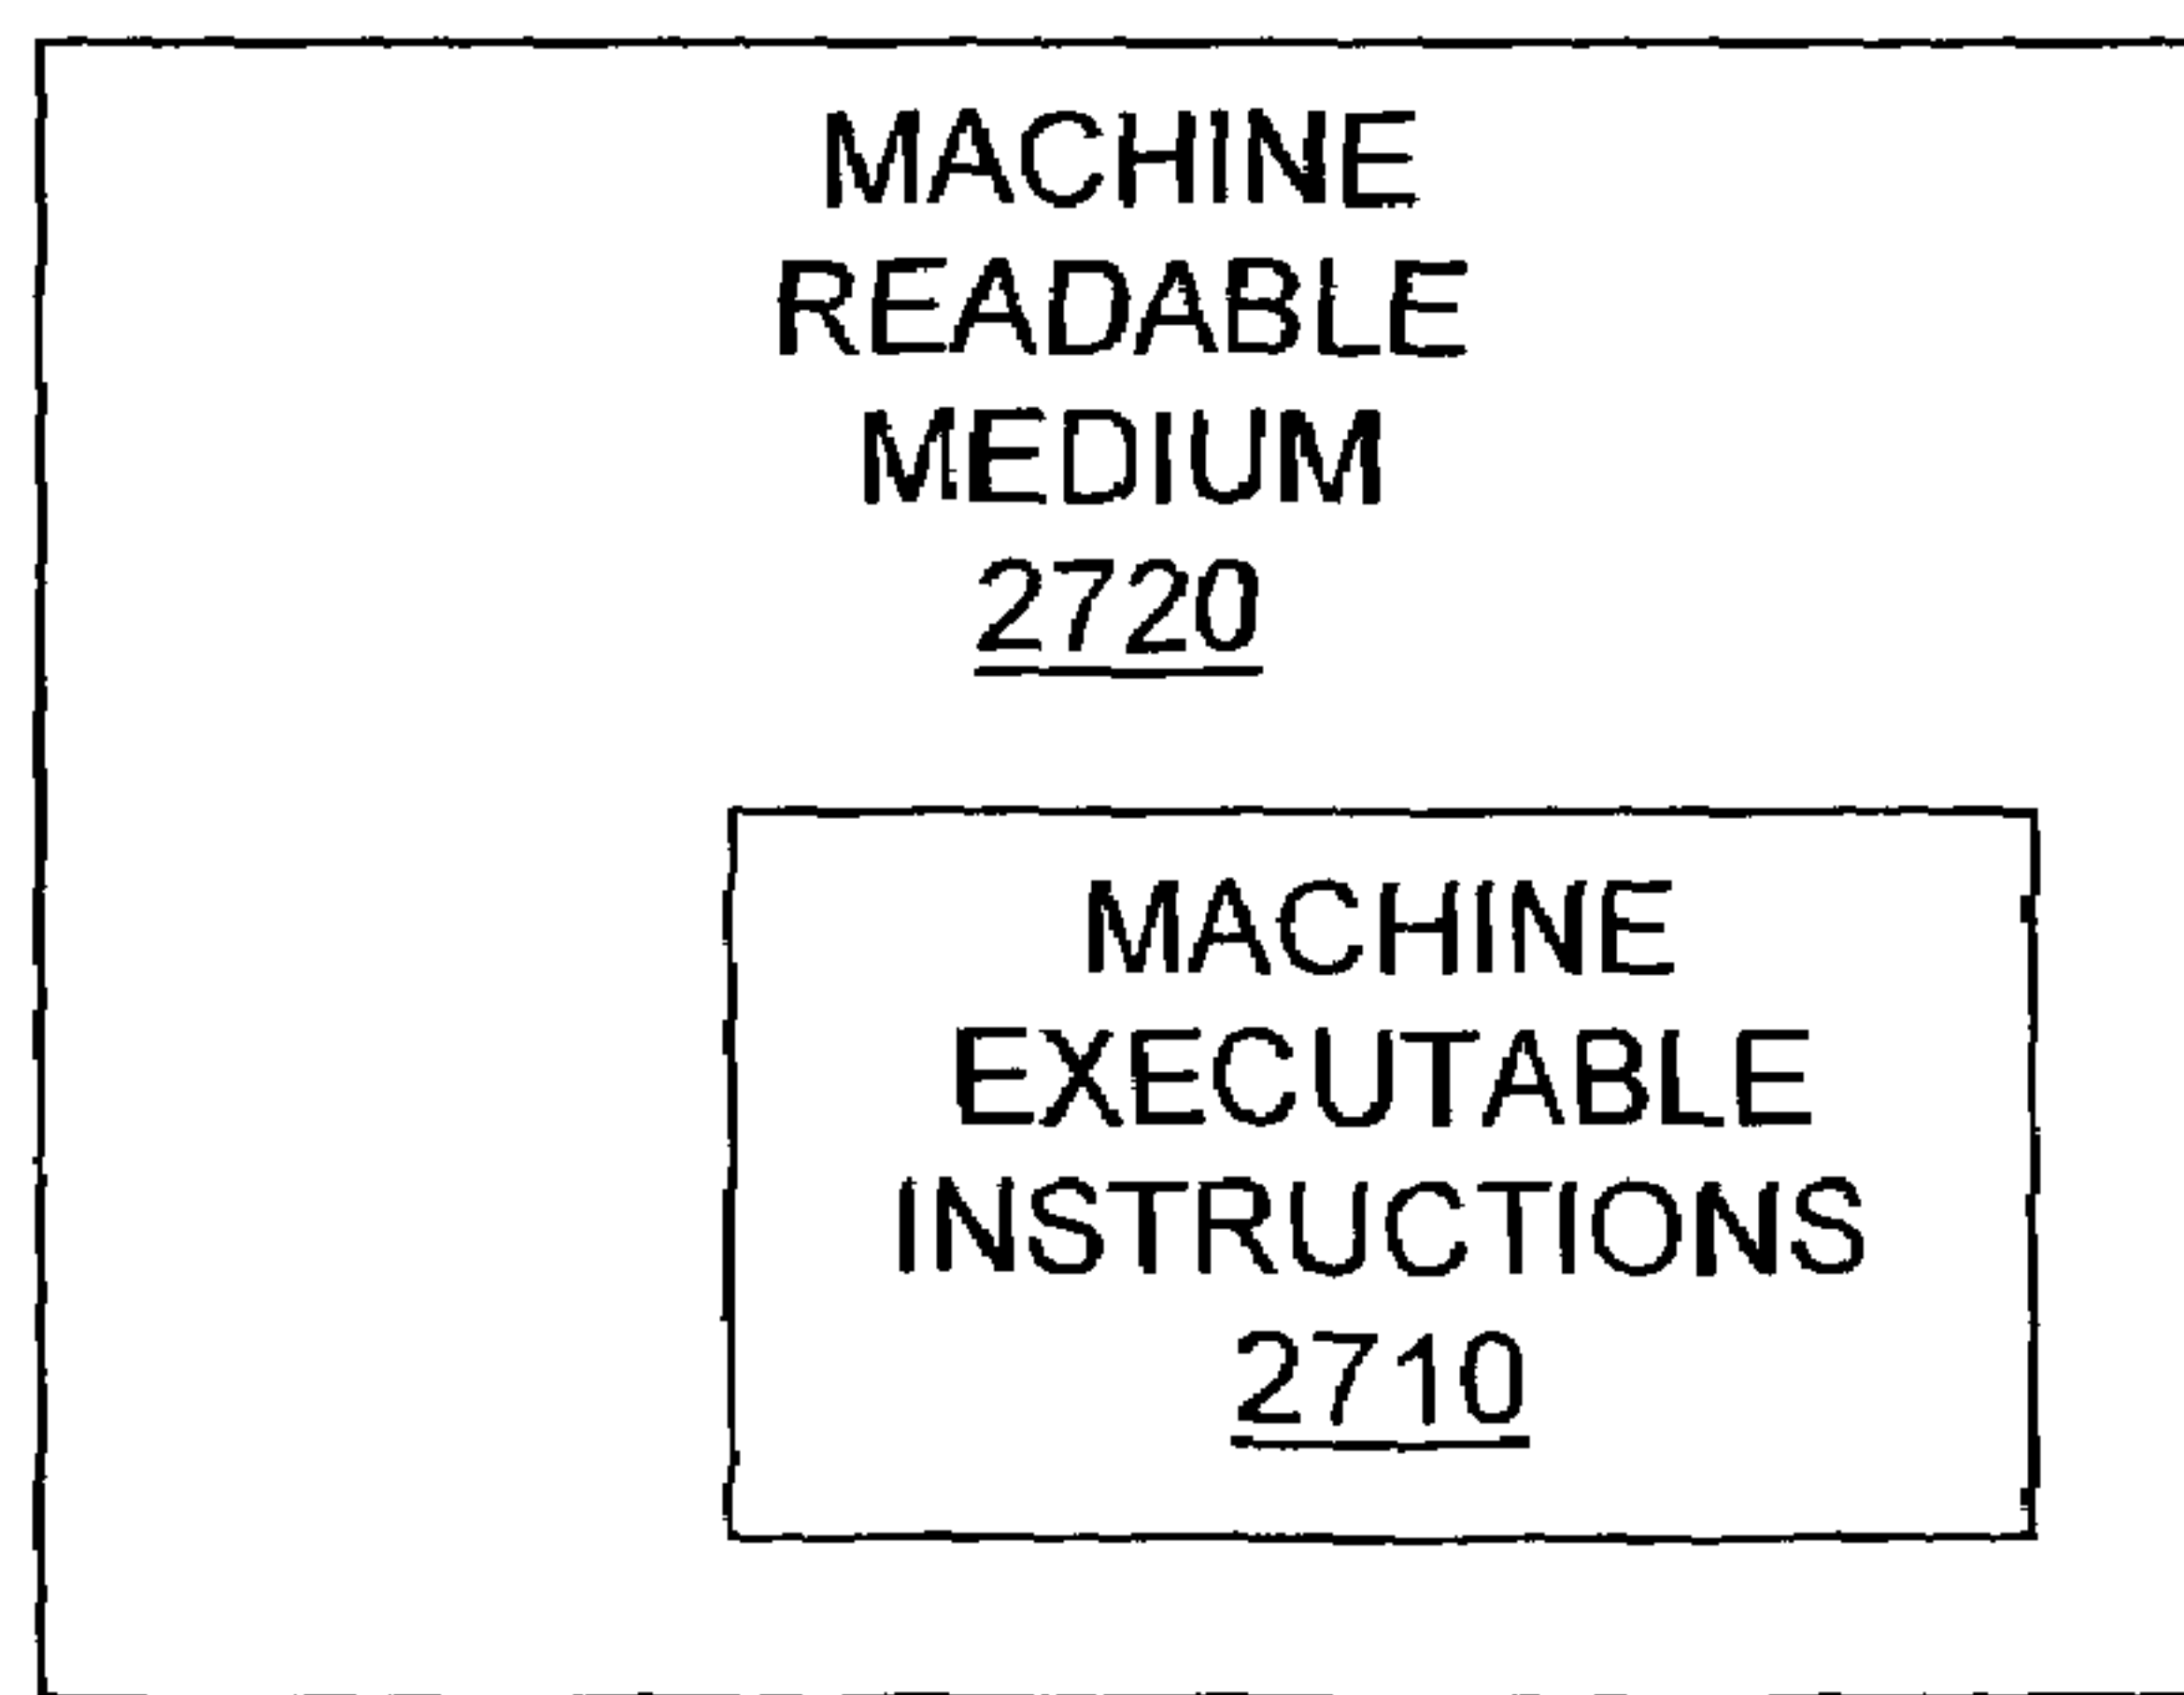 MACHINE
READABLE
MEDIUM
2720
MACHINE
EXECUTABLE
INSTRUCTIONS
2710